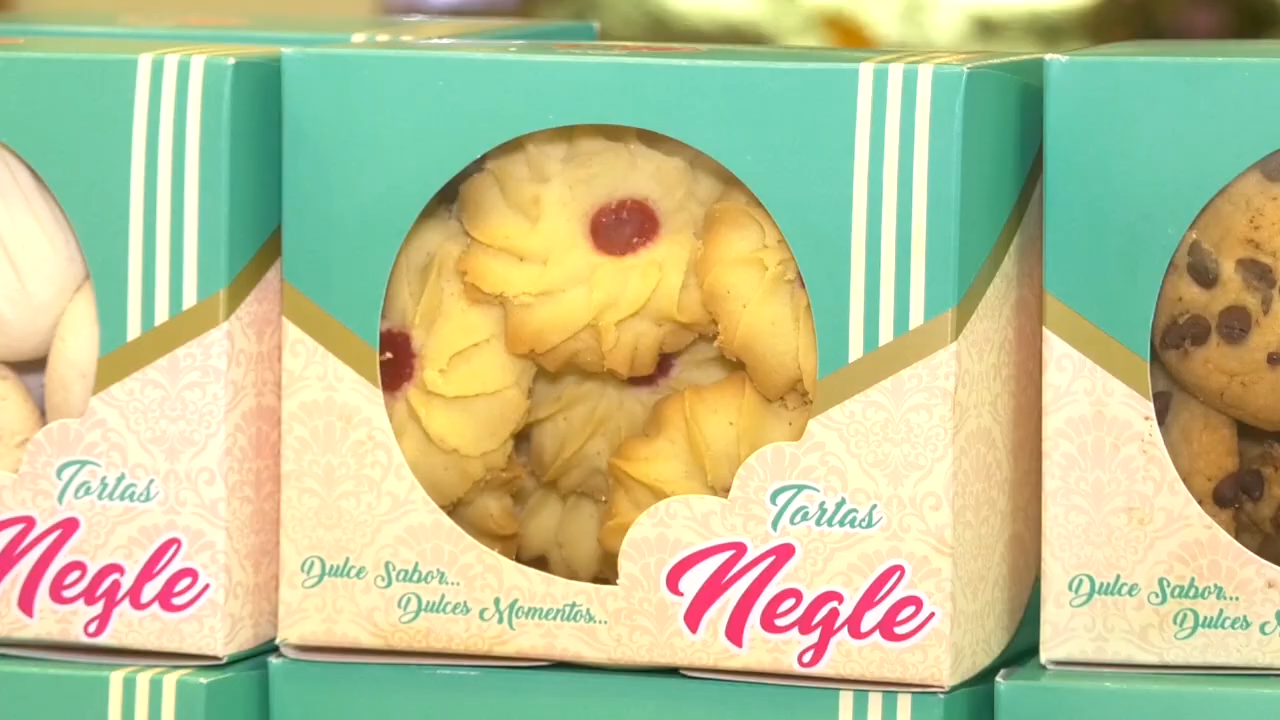 Tortas
Negle
Tortas
Negle
Dulce Sabor...
Dulces Momentos...
Dulce Sabor...
Dulces